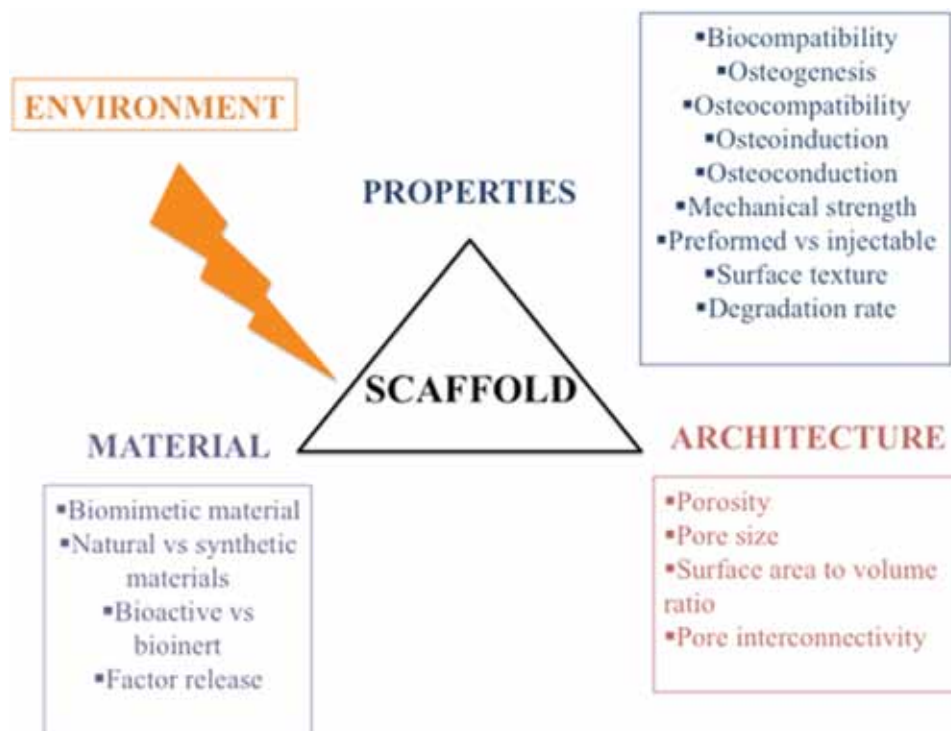 ENVIRONMENT
PROPERTIES
▪Biocompatibility
▪Osteogenesis
▪Osteocompatibility
▪Osteoinduction
▪Osteoconduction
▪Mechanical strength
▪Preformed vs injectable
▪Surface texture
▪Degradation rate
SCAFFOLD
MATERIAL
▪Biomimetic material
▪Natural vs synthetic
materials
▪Bioactive vs
bioinert
▪Factor release
ARCHITECTURE
▪Porosity
▪Pore size
▪Surface area to volume
ratio
▪Pore interconnectivity